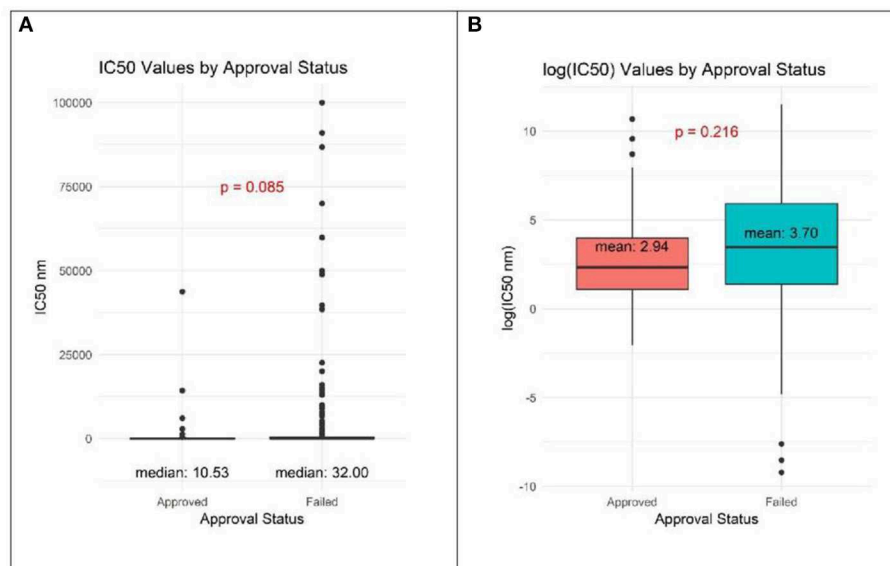 A
IC50 Values by Approval Status
100000
75000
50000
25000
0
IC50 nm
p = 0.085
median: 10.53
median: 32.00
Approved
Failed
Approval Status
B
log(IC50) Values by Approval Status
10
5
0
-5
-10
log(IC50 nm)
p = 0.216
mean: 2.94
mean: 3.70
Approved
Failed
Approval Status